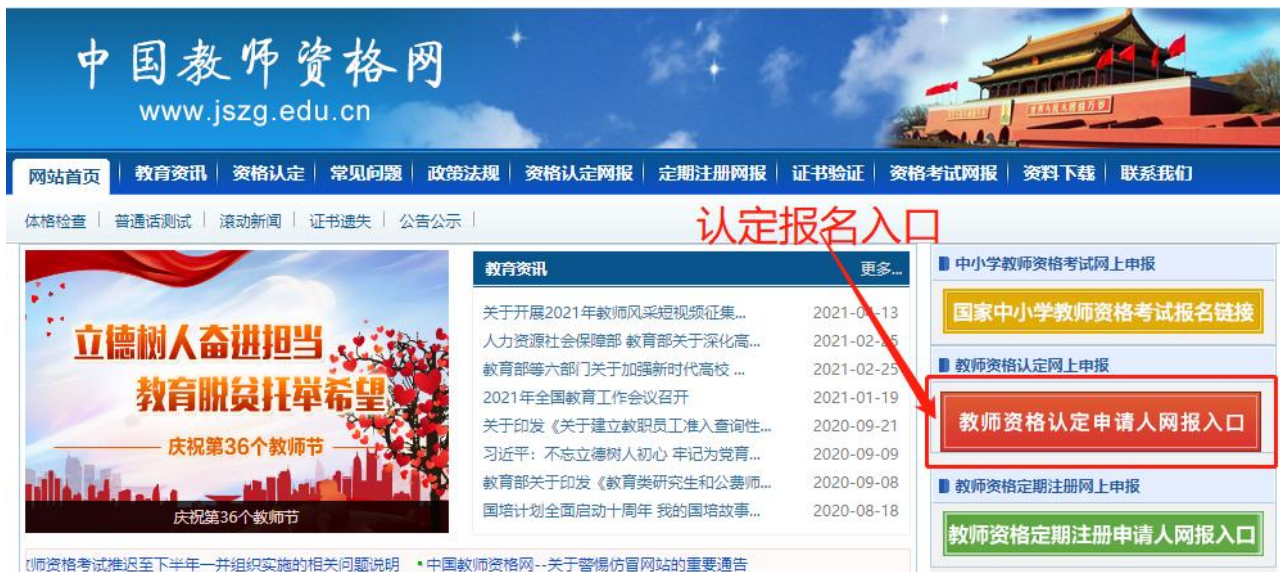 中国教师资格网
www.jszg.edu.cn
网站首页 教育资讯 资格认定 常见问题 政策法规 资格认定网报 定期注册网报 证书验证 资格考试网报 资料下载 联系我们
体格检查 普通话测试 滚动新闻 证书遗失 公告公示
认定报名入口
立德树人奋进担当
教育脱贫托举希望
庆祝第36个教师节
庆祝第36个教师节
教育资讯 更多...
关于开展2021年教师风采短视频征集... 2021-04-13
人力资源社会保障部 教育部关于深化高... 2021-02-25
教育部等六部门关于加强新时代高校 ... 2021-02-25
2021年全国教育工作会议召开 2021-01-19
关于印发《关于建立教职员工准入查询性... 2020-09-21
习近平：不忘立德树人初心 牢记为党育... 2020-09-09
教育部关于印发《教育类研究生和公费师... 2020-09-08
国培计划全面启动十周年 我的国培故事... 2020-08-18
中小学教师资格考试网上申报
国家中小学教师资格考试报名链接
教师资格认定网上申报
教师资格认定申请人网报入口
教师资格定期注册网上申报
教师资格定期注册申请人网报入口
师资格考试推迟至下半年一并组织实施的相关问题说明 •中国教师资格网--关于警惕仿冒网站的重要通告